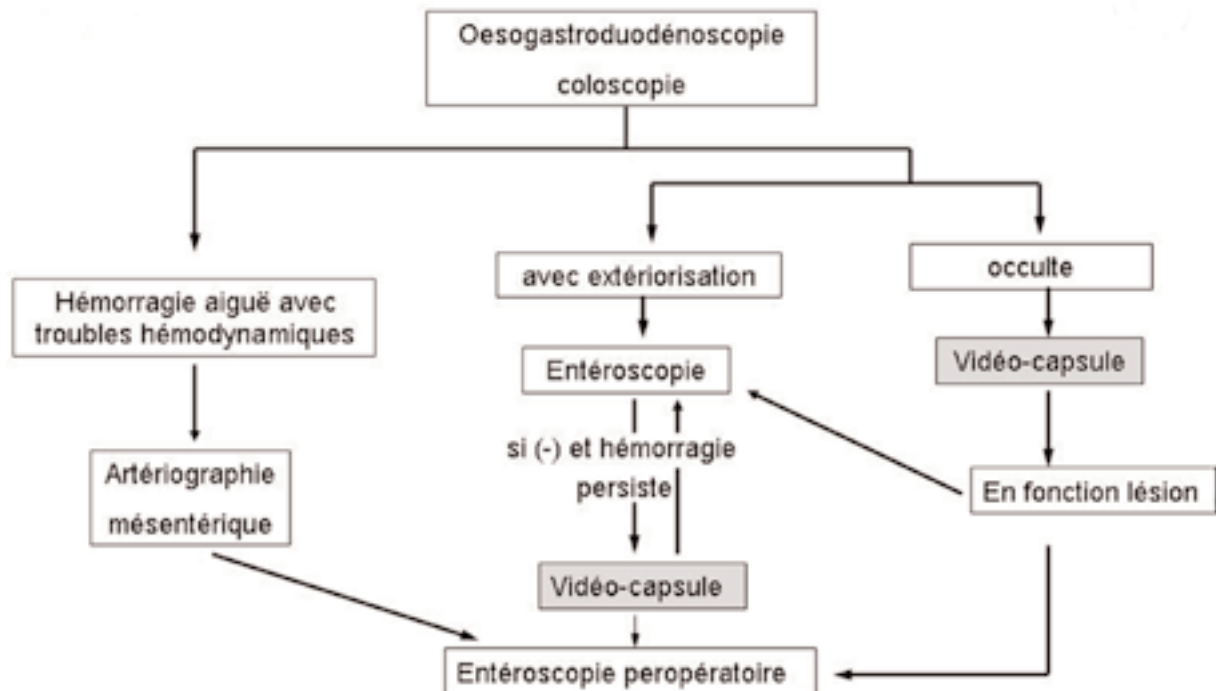 Oesogastroduodénoscopie
coloscopie
avec extériorisation
occulte
Hémorragie aiguë avec
troubles hémodynamiques
Entéroscopie
Vidéo-capsule
si (-) et hémorragie
persiste
Artériographie
mésentérique
En fonction lésion
Vidéo-capsule
Entéroscopie peropératoire